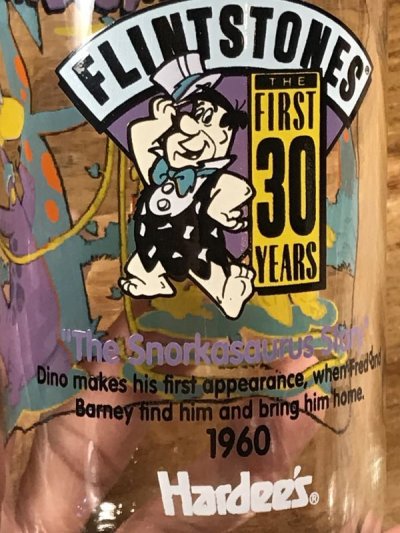 FLINTSTONES®
THE
FIRST
30
YEARS
"The Snorkasaurus Story"
Dino makes his first appearance, when Fred and
Barney find him and bring him home.
1960
Hardee's®